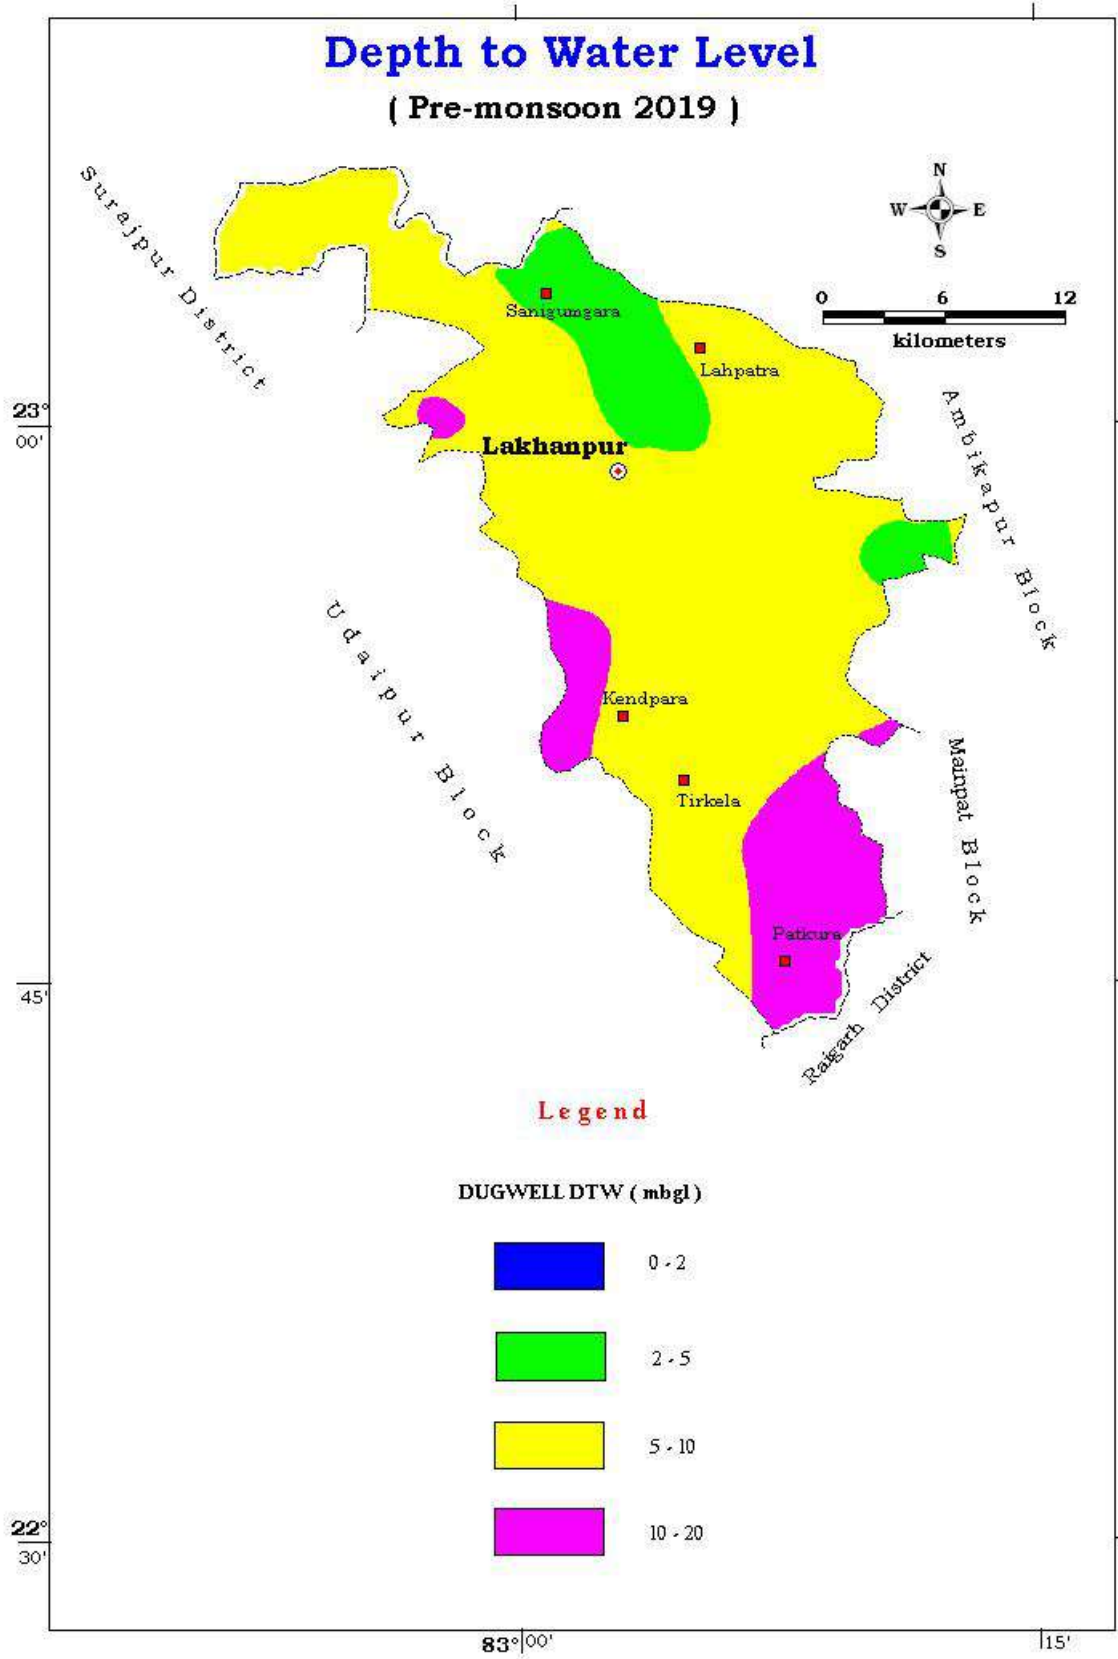 Depth to Water Level
( Pre-monsoon 2019 )
N
W E
S
Surajpur District
0 6 12
kilometers
Sanigumgara
Lahpatra
Ambikapur Block
23°
00'
Lakhanpur
Udaipur Block
Kendpara
Mainpat Block
Tirkela
Patkura
Raigarh District
45'
Legend
DUGWELL DTW ( mbgl )
0 - 2
2 - 5
5 - 10
10 - 20
22°
30'
83° 00' 15'